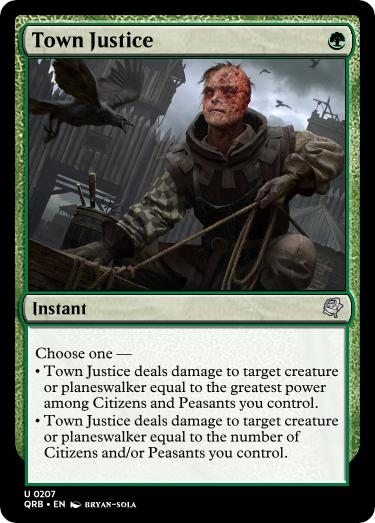 Town Justice
Instant
Choose one —
• Town Justice deals damage to target creature
or planeswalker equal to the greatest power
among Citizens and Peasants you control.
• Town Justice deals damage to target creature
or planeswalker equal to the number of
Citizens and/or Peasants you control.
U 0207
QRB • EN BRYAN-SOLA